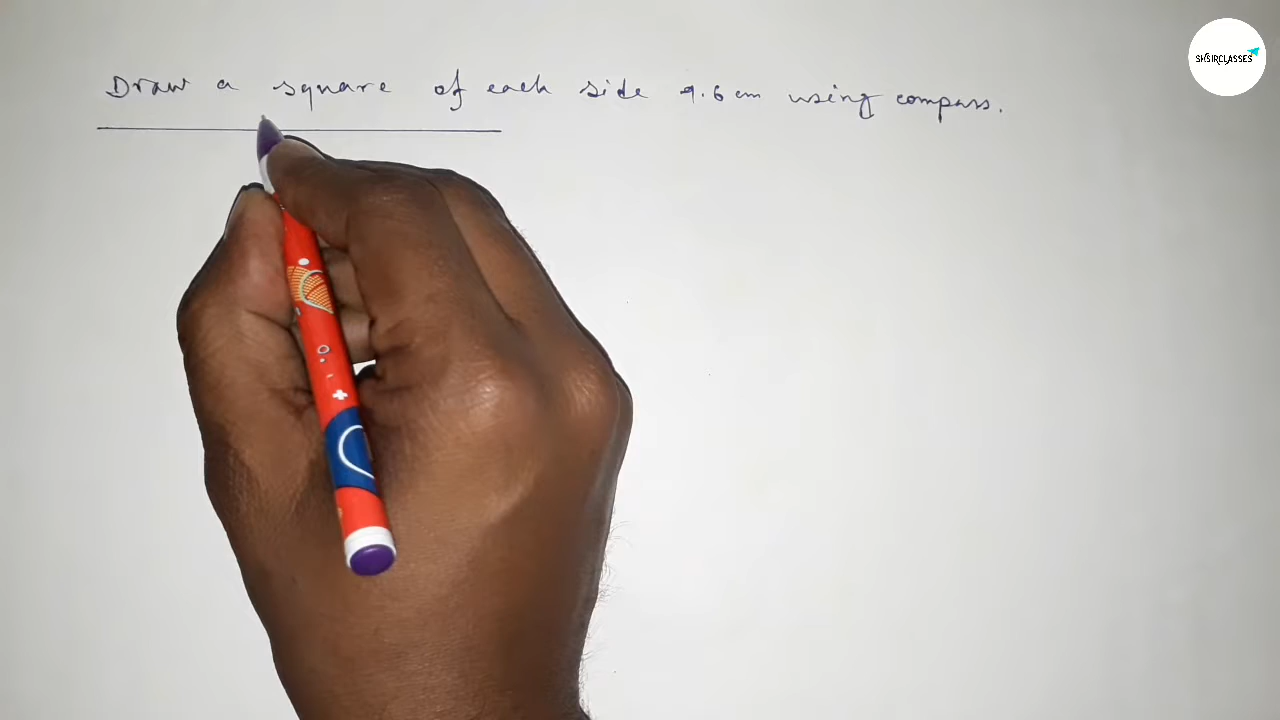 Draw a square of each side 9.6 cm using compass.
SHSIRCLASSES